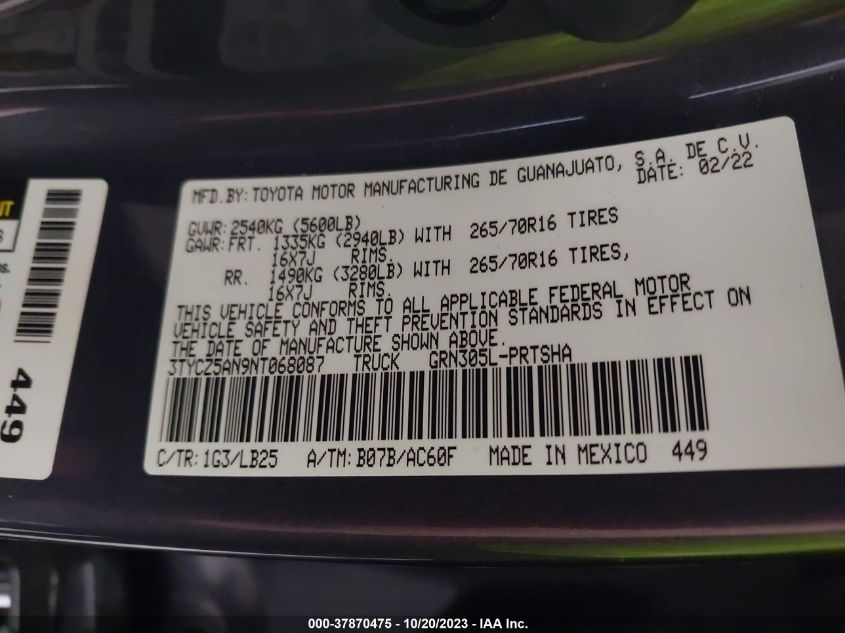 MFD.BY: TOYOTA MOTOR MANUFACTURING DE GUANAJUATO, S.A. DE C.V.
DATE: 02/22
GVWR: 2540KG (5600LB)
GAWR: FRT. 1335KG (2940LB) WITH 265/70R16 TIRES
16X7J RIMS.
RR. 1490KG (3280LB) WITH 265/70R16 TIRES,
16X7J RIMS.
THIS VEHICLE CONFORMS TO ALL APPLICABLE FEDERAL MOTOR
VEHICLE SAFETY AND THEFT PREVENTION STANDARDS IN EFFECT ON
THE DATE OF MANUFACTURE SHOWN ABOVE.
3TYCZ5AN9NT068087 TRUCK GRN305L-PRTSHA
C/TR: 1G3/LB25 A/TM: B07B/AC60F MADE IN MEXICO 449
449
000-37870475 - 10/20/2023 - IAA Inc.